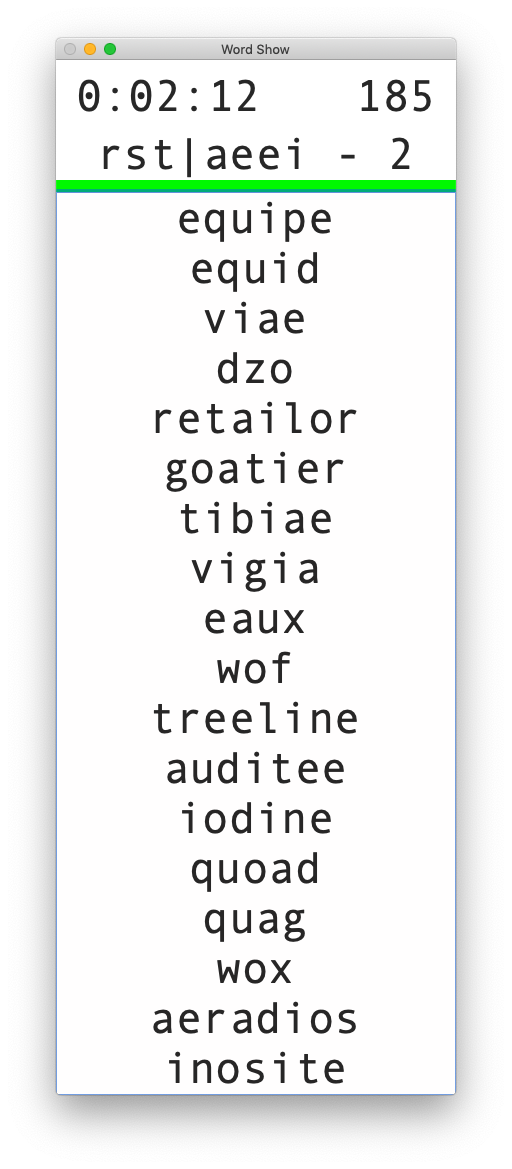 Word Show
0:02:12 185
rst|aeei - 2
equipe
equid
viae
dzo
retailor
goatier
tibiae
vigia
eaux
wof
treeline
auditee
iodine
quoad
quag
wox
aeradios
inosite